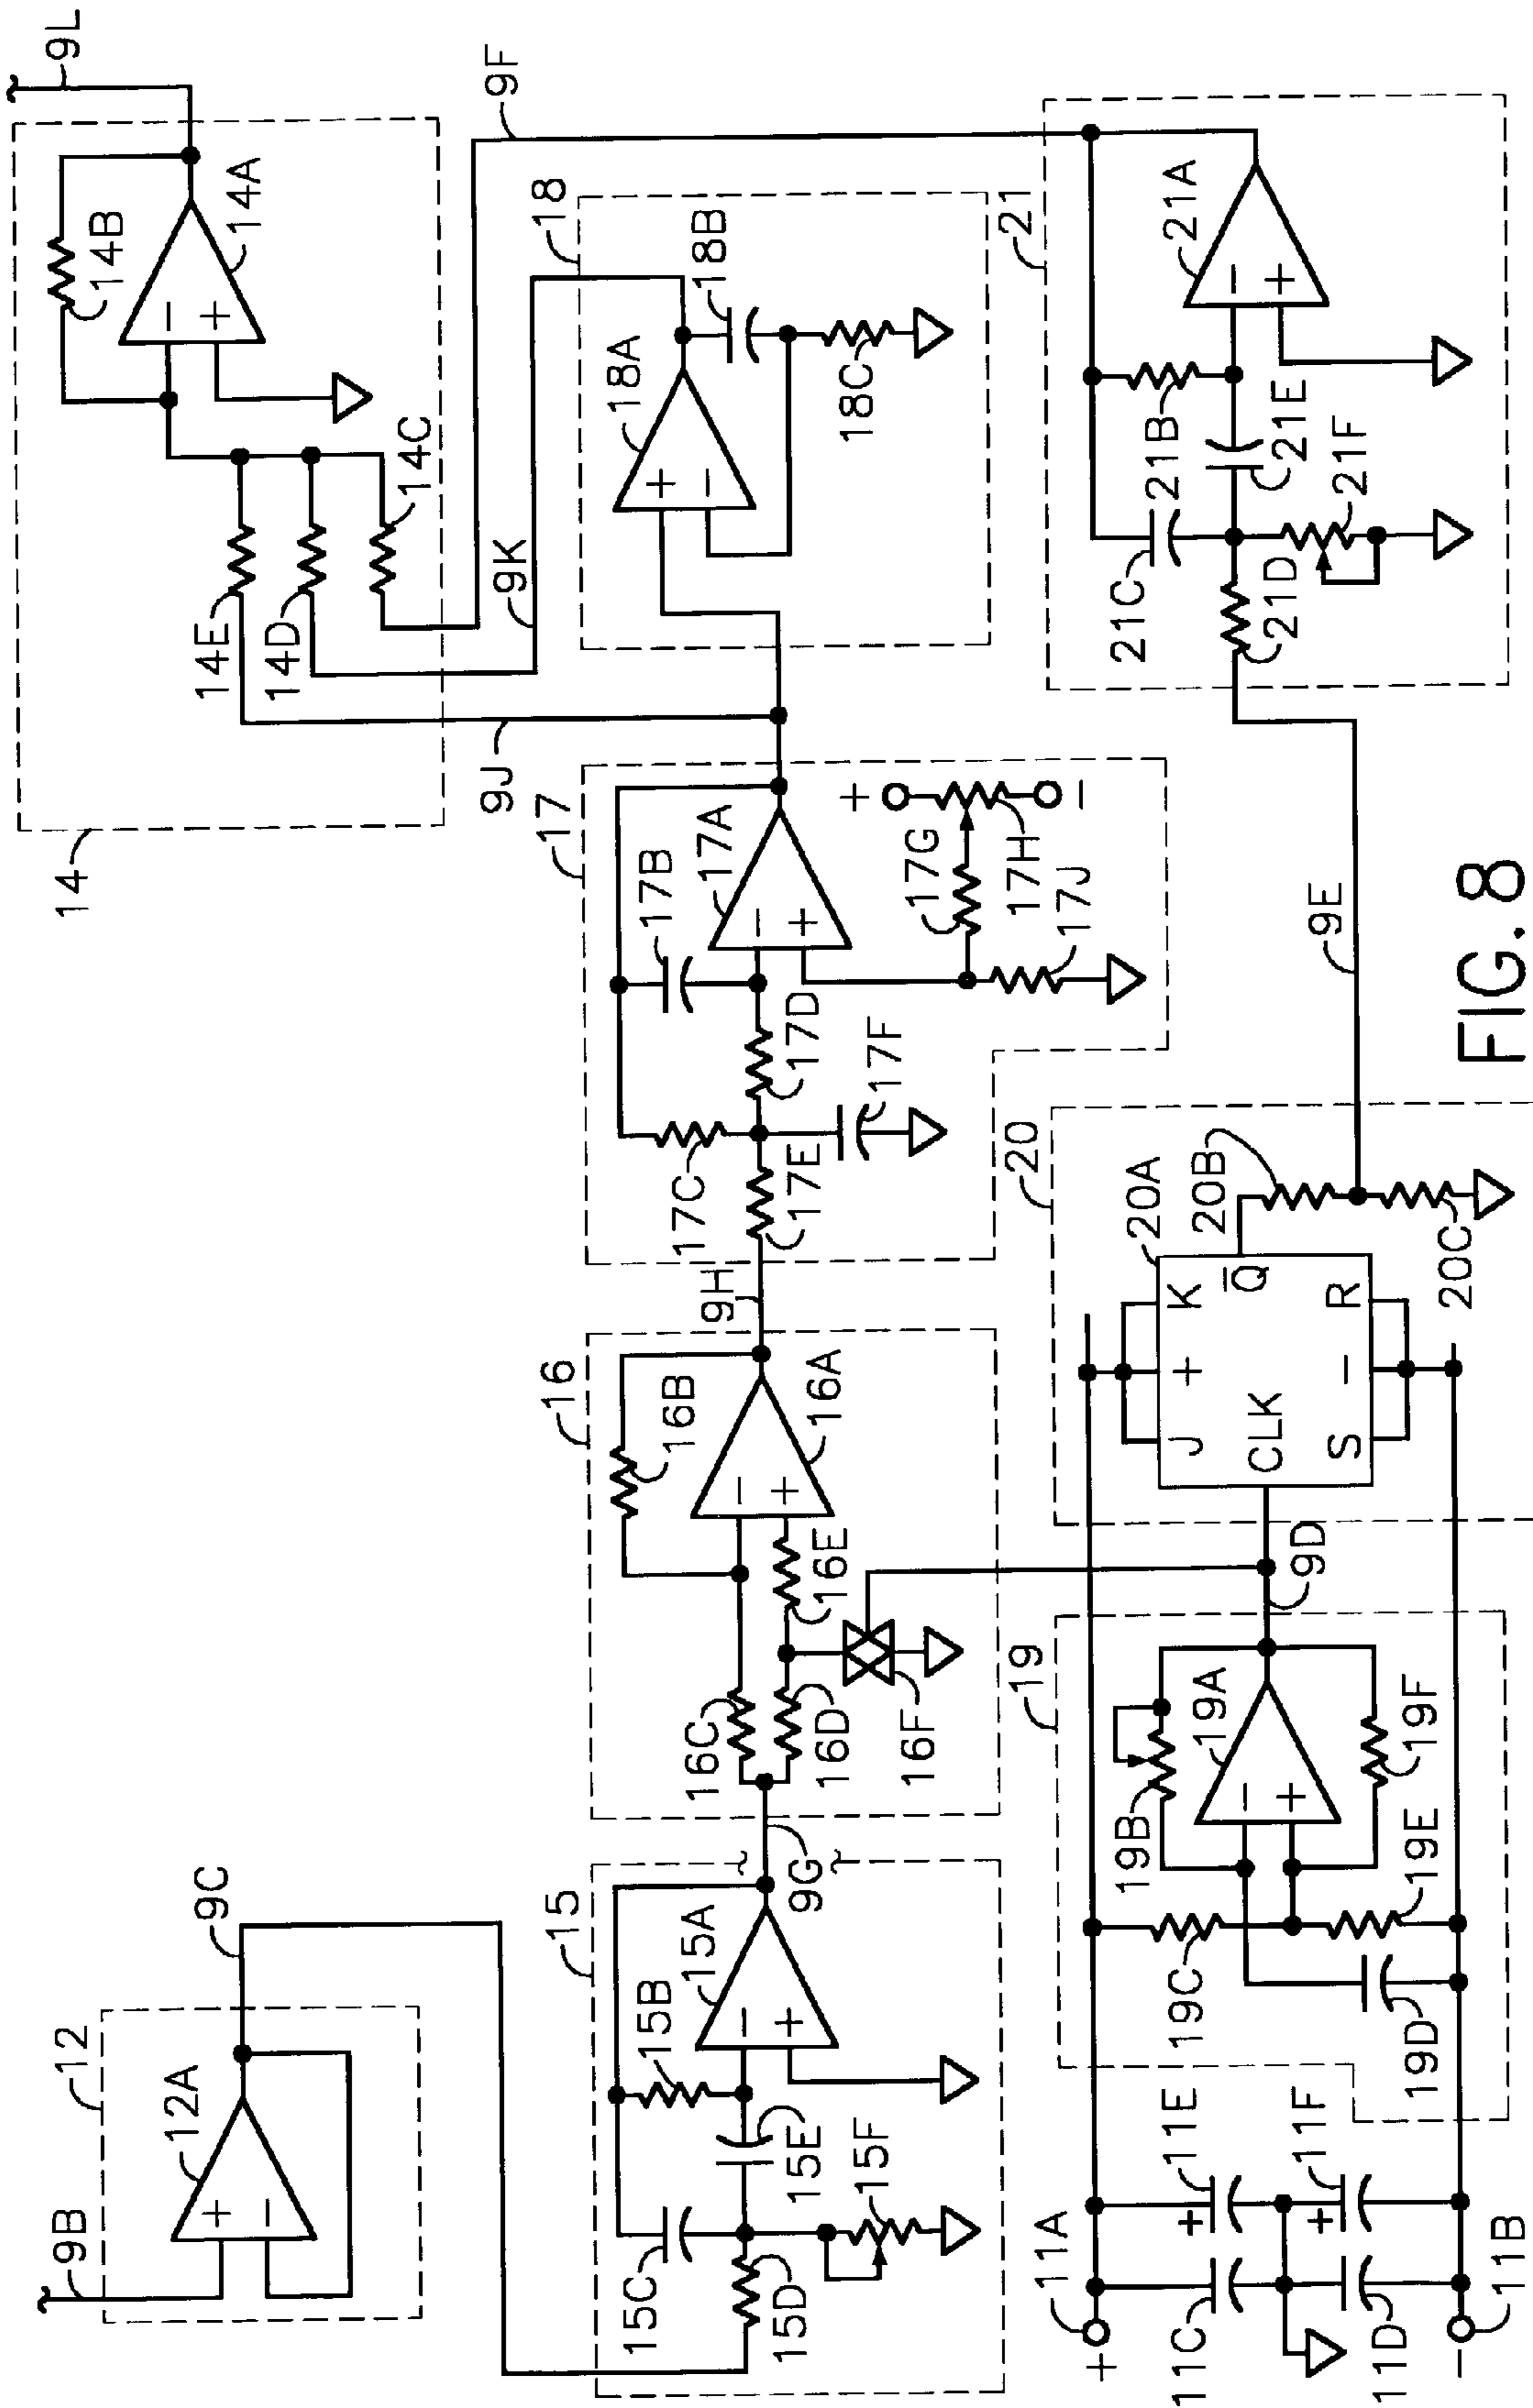 9L
14B
14A
14E
14D
14C
14
9F
9J
9K
18
18A
18B
18C
17
17A
17B
17C
17D
17E
17F
17G
17H
17J
+
−
−
+
9H
16
16A
16B
16C
16D
16E
16F
−
+
9G
15
15A
15B
15C
15D
15E
15F
−
+
9C
12
12A
9B
+
−
21
21A
21B
21C
21D
21E
21F
−
+
9E
20
20A
20B
20C
J
+
K
Q̅
CLK
S
−
R
9D
19
19A
19B
19C
19D
19E
19F
−
+
11A
11B
11C
11D
11E
11F
+
+
+
−
−
+
+
−
FIG. 8